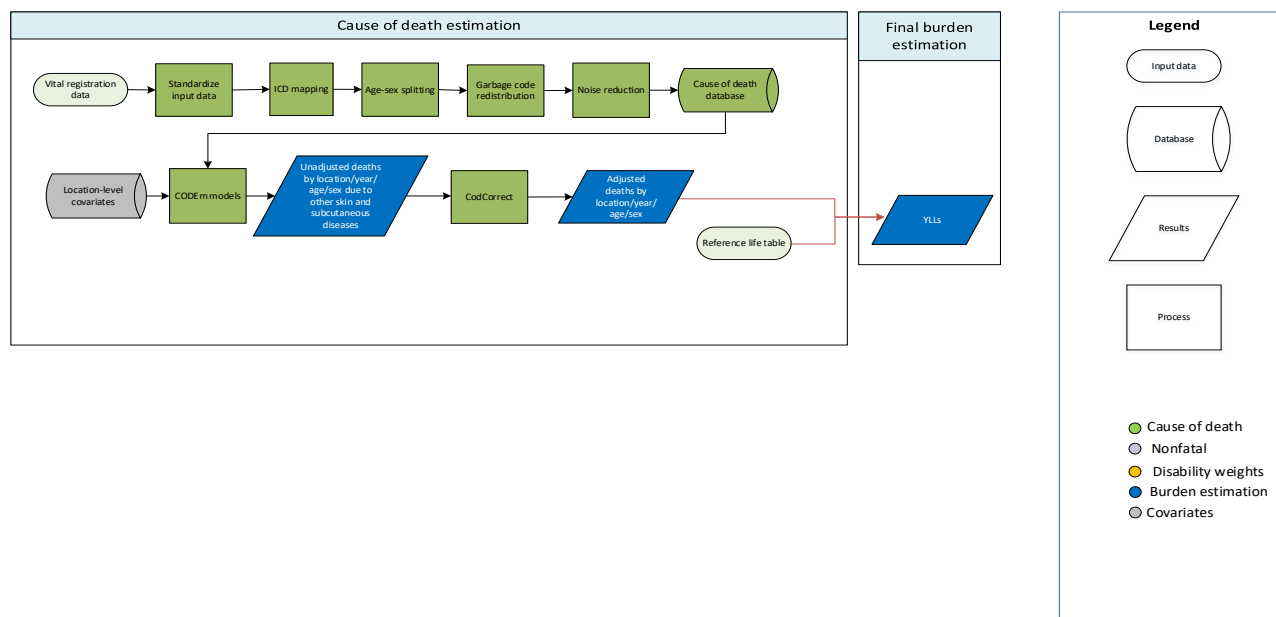 Cause of death estimation
Final burden
estimation
Legend
Vital registration
data
Standardize
input data
ICD mapping
Age-sex splitting
Garbage code
redistribution
Noise reduction
Cause of death
database
Location-level
covariates
CODEm models
Unadjusted deaths
by location/year/
age/sex due to
other skin and
subcutaneous
diseases
CodCorrect
Adjusted
deaths by
location/year/
age/sex
Reference life table
YLLs
Input data
Database
Results
Process
Cause of death
Nonfatal
Disability weights
Burden estimation
Covariates